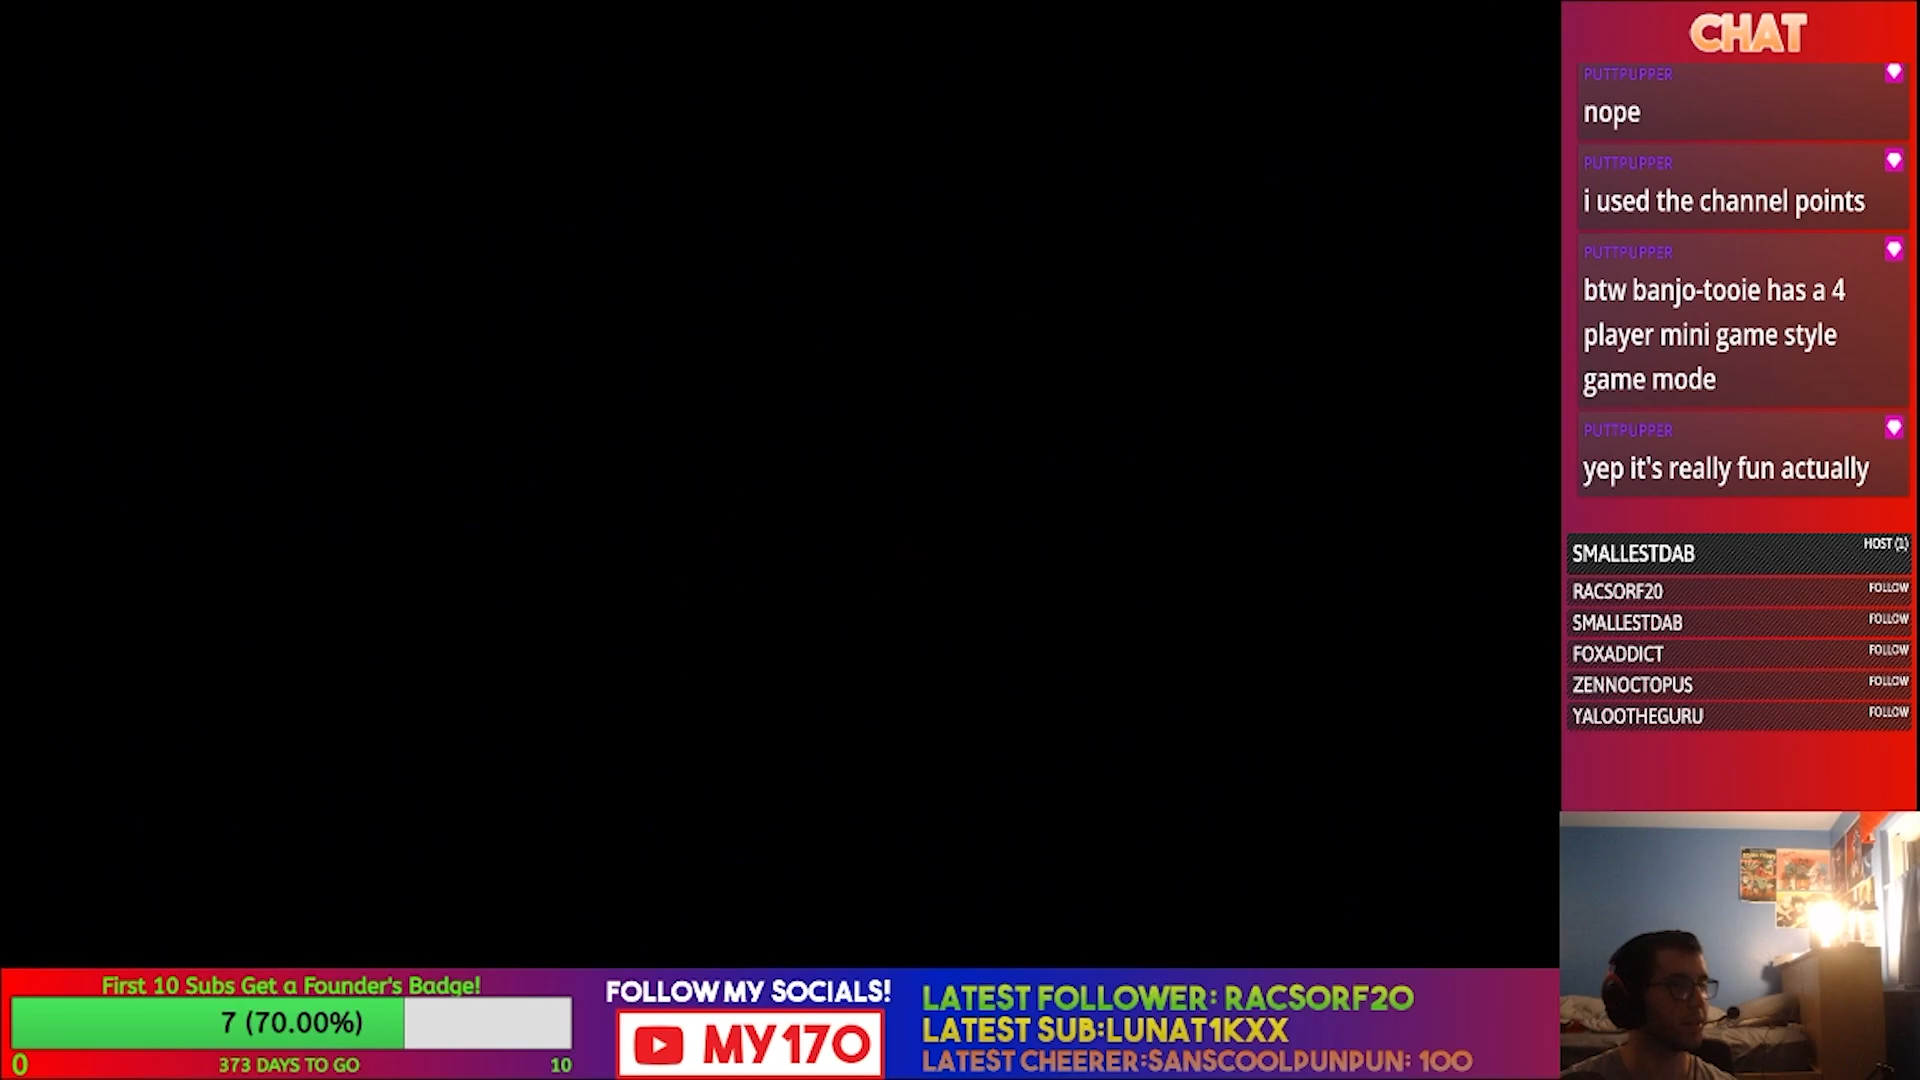 CHAT
PUTTPUPPER
nope
PUTTPUPPER
i used the channel points
PUTTPUPPER
btw banjo-tooie has a 4
player mini game style
game mode
PUTTPUPPER
yep it's really fun actually
SMALLESTDAB HOST (1)
RACSORF20 FOLLOW
SMALLESTDAB FOLLOW
FOXADDICT FOLLOW
ZENNOCTOPUS FOLLOW
YALOOTHEGURU FOLLOW
First 10 Subs Get a Founder's Badge!
7 (70.00%)
0 373 DAYS TO GO 10
FOLLOW MY SOCIALS!
MY170
LATEST FOLLOWER: RACSORF20
LATEST SUB:LUNAT1KXX
LATEST CHEERER:SANSCOOLPUNPUN: 100